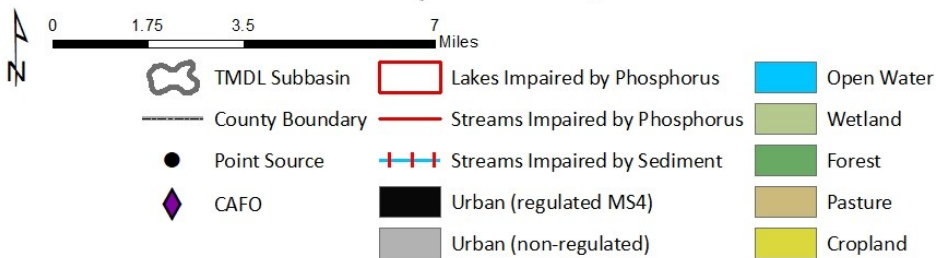 0 1.75 3.5 7
Miles
N
TMDL Subbasin
County Boundary
Point Source
CAFO
Lakes Impaired by Phosphorus
Streams Impaired by Phosphorus
Streams Impaired by Sediment
Urban (regulated MS4)
Urban (non-regulated)
Open Water
Wetland
Forest
Pasture
Cropland